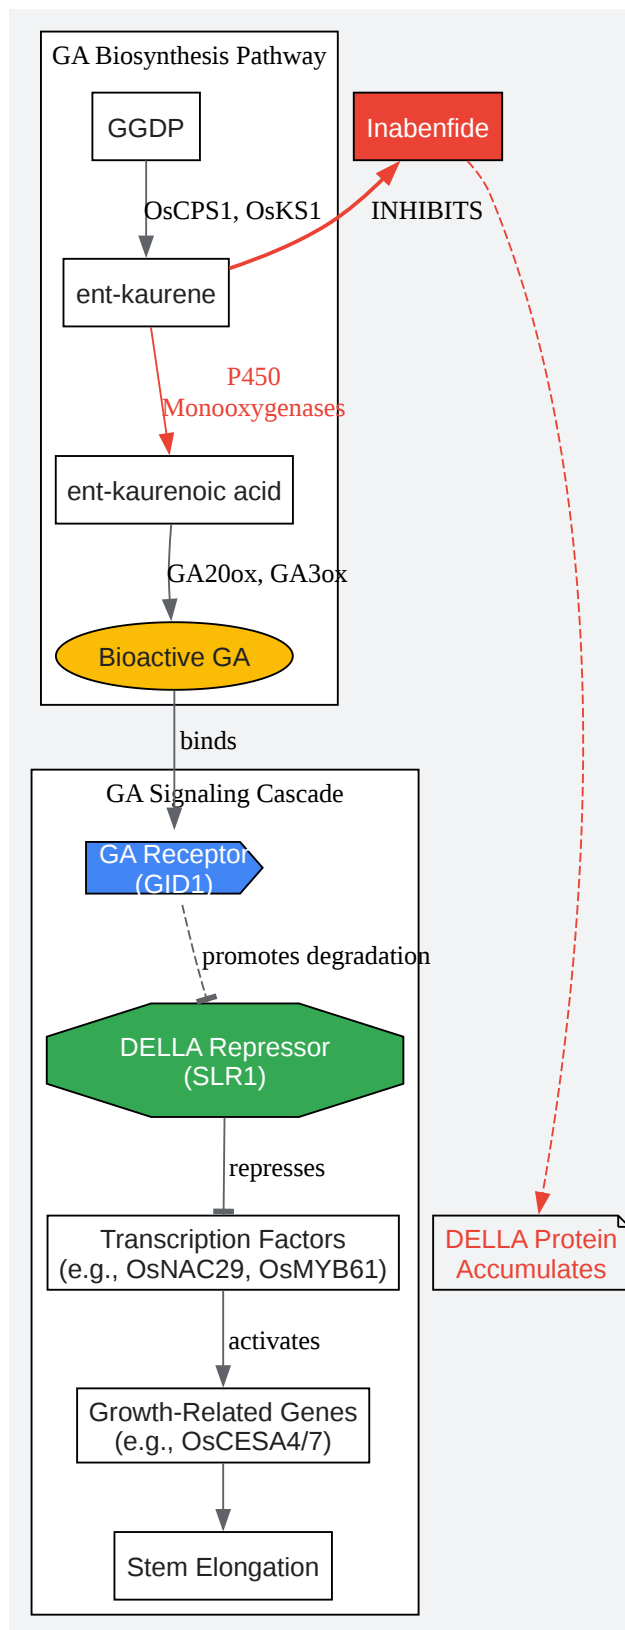 GA Biosynthesis Pathway
GGDP
Inabenfide
OsCPS1, OsKS1
INHIBITS
ent-kaurene
P450
Monooxygenases
ent-kaurenoic acid
GA20ox, GA3ox
Bioactive GA
binds
GA Signaling Cascade
GA Receptor
(GID1)
promotes degradation
DELLA Repressor
(SLR1)
represses
Transcription Factors
(e.g., OsNAC29, OsMYB61)
DELLA Protein
Accumulates
activates
Growth-Related Genes
(e.g., OsCESA4/7)
Stem Elongation